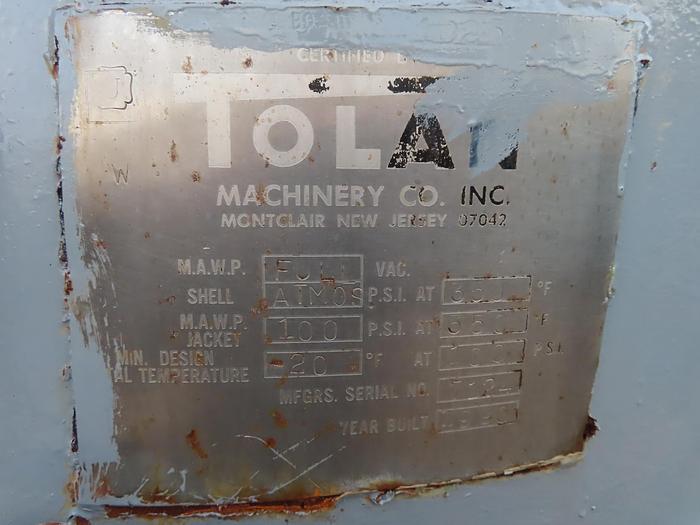 CERTIFIED
W
TOLAN
MACHINERY CO. INC.
MONTCLAIR NEW JERSEY 07042
M.A.W.P. FULL VAC.
SHELL ATMOS P.S.I. AT °F
M.A.W.P. JACKET 100 P.S.I. AT °F
MIN. DESIGN
AL TEMPERATURE -20 °F AT 100 P.S.I.
MFGRS. SERIAL NO.
YEAR BUILT